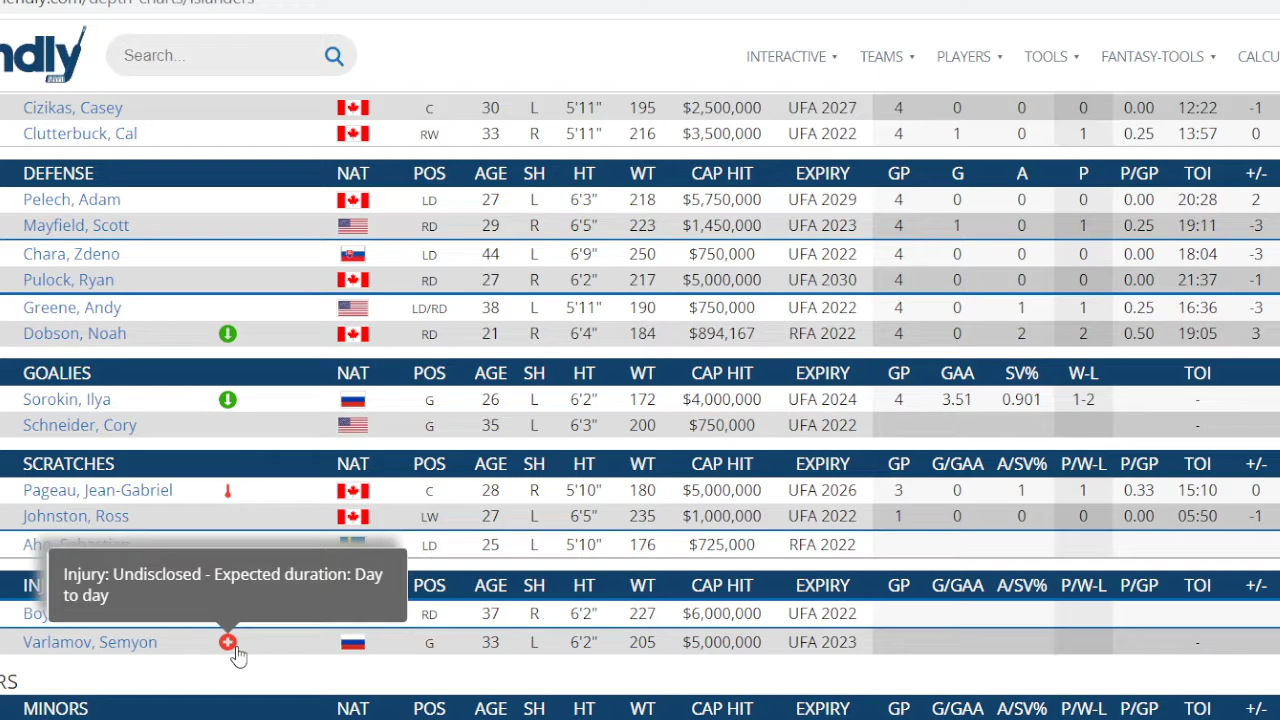 ndly
Search...
INTERACTIVE TEAMS PLAYERS TOOLS FANTASY-TOOLS CALCU
Cizikas, Casey C 30 L 5'11" 195 $2,500,000 UFA 2027 4 0 0 0 0.00 12:22 -1
Clutterbuck, Cal RW 33 R 5'11" 216 $3,500,000 UFA 2022 4 1 0 1 0.25 13:57 0
DEFENSE NAT POS AGE SH HT WT CAP HIT EXPIRY GP G A P P/GP TOI +/-
Pelech, Adam LD 27 L 6'3" 218 $5,750,000 UFA 2029 4 0 0 0 0.00 20:28 2
Mayfield, Scott RD 29 R 6'5" 223 $1,450,000 UFA 2023 4 1 0 1 0.25 19:11 -3
Chara, Zdeno LD 44 L 6'9" 250 $750,000 UFA 2022 4 0 0 0 0.00 18:04 -3
Pulock, Ryan RD 27 R 6'2" 217 $5,000,000 UFA 2030 4 0 0 0 0.00 21:37 -1
Greene, Andy LD/RD 38 L 5'11" 190 $750,000 UFA 2022 4 0 1 1 0.25 16:36 -3
Dobson, Noah RD 21 R 6'4" 184 $894,167 RFA 2022 4 0 2 2 0.50 19:05 3
GOALIES NAT POS AGE SH HT WT CAP HIT EXPIRY GP GAA SV% W-L TOI
Sorokin, Ilya G 26 L 6'2" 172 $4,000,000 UFA 2024 4 3.51 0.901 1-2 -
Schneider, Cory G 35 L 6'3" 200 $750,000 UFA 2022 -
SCRATCHES NAT POS AGE SH HT WT CAP HIT EXPIRY GP G/GAA A/SV% P/W-L P/GP TOI +/-
Pageau, Jean-Gabriel C 28 R 5'10" 180 $5,000,000 UFA 2026 3 0 1 1 0.33 15:10 0
Johnston, Ross LW 27 L 6'5" 235 $1,000,000 UFA 2022 1 0 0 0 0.00 05:50 -1
Aho, Sebastian LD 25 L 5'10" 176 $725,000 RFA 2022
Injury: Undisclosed - Expected duration: Day
to day
IN POS AGE SH HT WT CAP HIT EXPIRY GP G/GAA A/SV% P/W-L P/GP TOI +/-
Boy RD 37 R 6'2" 227 $6,000,000 UFA 2022
Varlamov, Semyon G 33 L 6'2" 205 $5,000,000 UFA 2023 -
RS
MINORS NAT POS AGE SH HT WT CAP HIT EXPIRY GP G/GAA A/SV% P/W-L P/GP TOI +/-